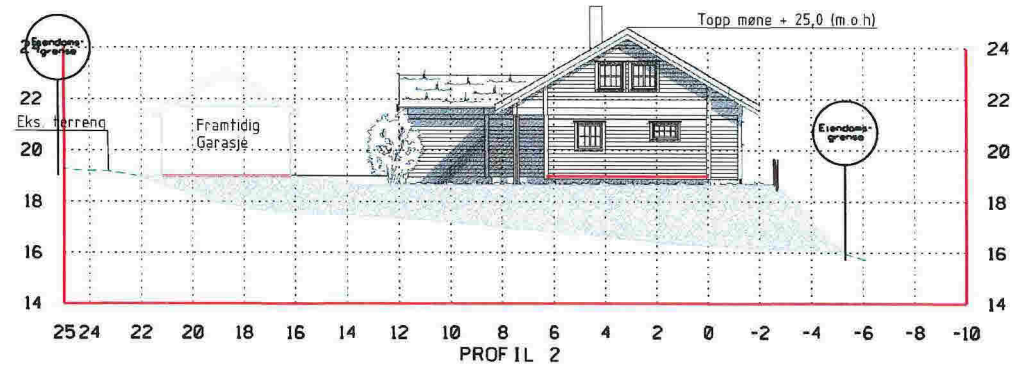 Topp møne + 25,0 (m.o.h)
Eiendoms-
grense
24
24
22
22
Eks. terreng
Framtidig
Garasje
Eiendoms-
grense
20
20
18
18
16
16
14
14
25 24 22 20 18 16 14 12 10 8 6 4 2 0 -2 -4 -6 -8 -10
PROFIL 2